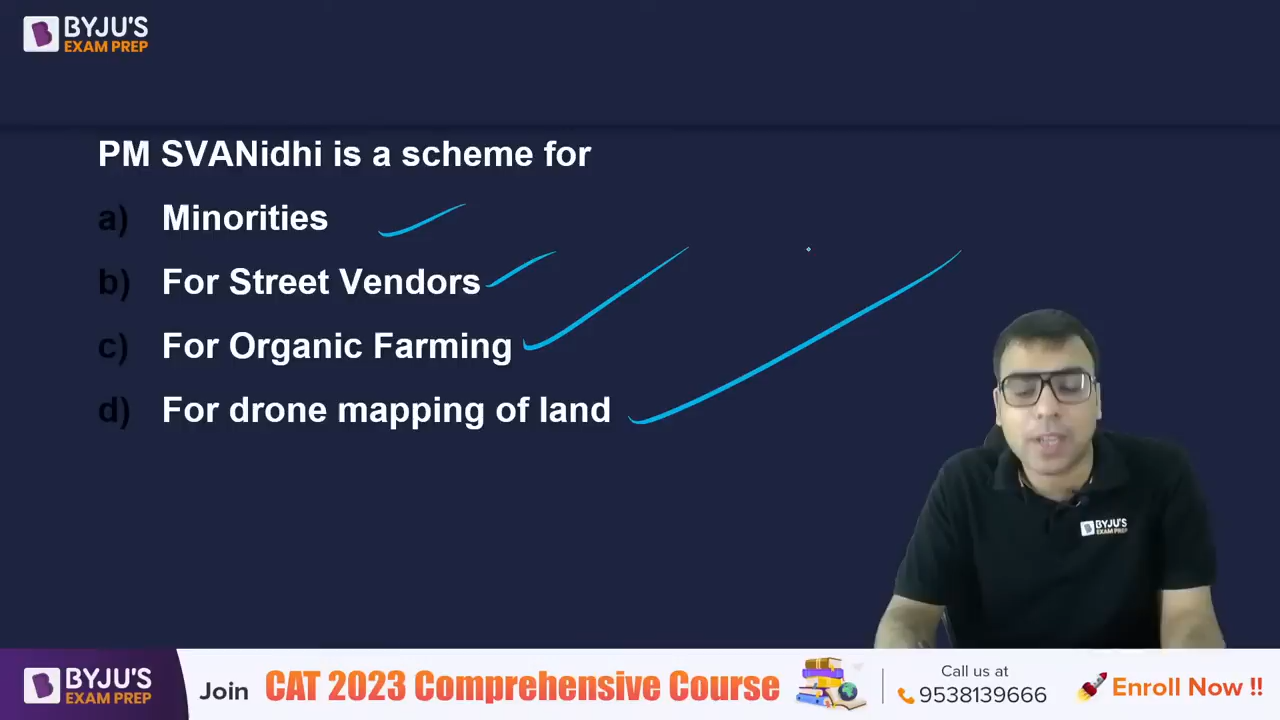 BYJU'S
EXAM PREP
PM SVANidhi is a scheme for
a) Minorities
b) For Street Vendors
c) For Organic Farming
d) For drone mapping of land
BYJU'S
EXAM PREP
BYJU'S
EXAM PREP
Join CAT 2023 Comprehensive Course
Call us at
9538139666
Enroll Now !!